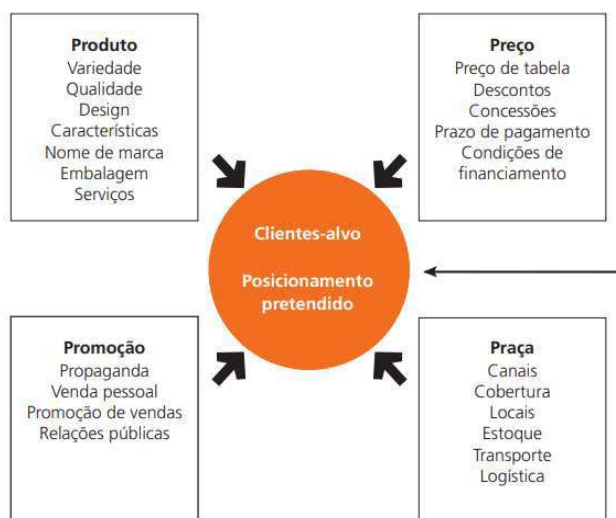 Produto
Variedade
Qualidade
Design
Características
Nome de marca
Embalagem
Serviços
Preço
Preço de tabela
Descontos
Concessões
Prazo de pagamento
Condições de
financiamento
Clientes-alvo
Posicionamento
pretendido
Promoção
Propaganda
Venda pessoal
Promoção de vendas
Relações públicas
Praça
Canais
Cobertura
Locais
Estoque
Transporte
Logística